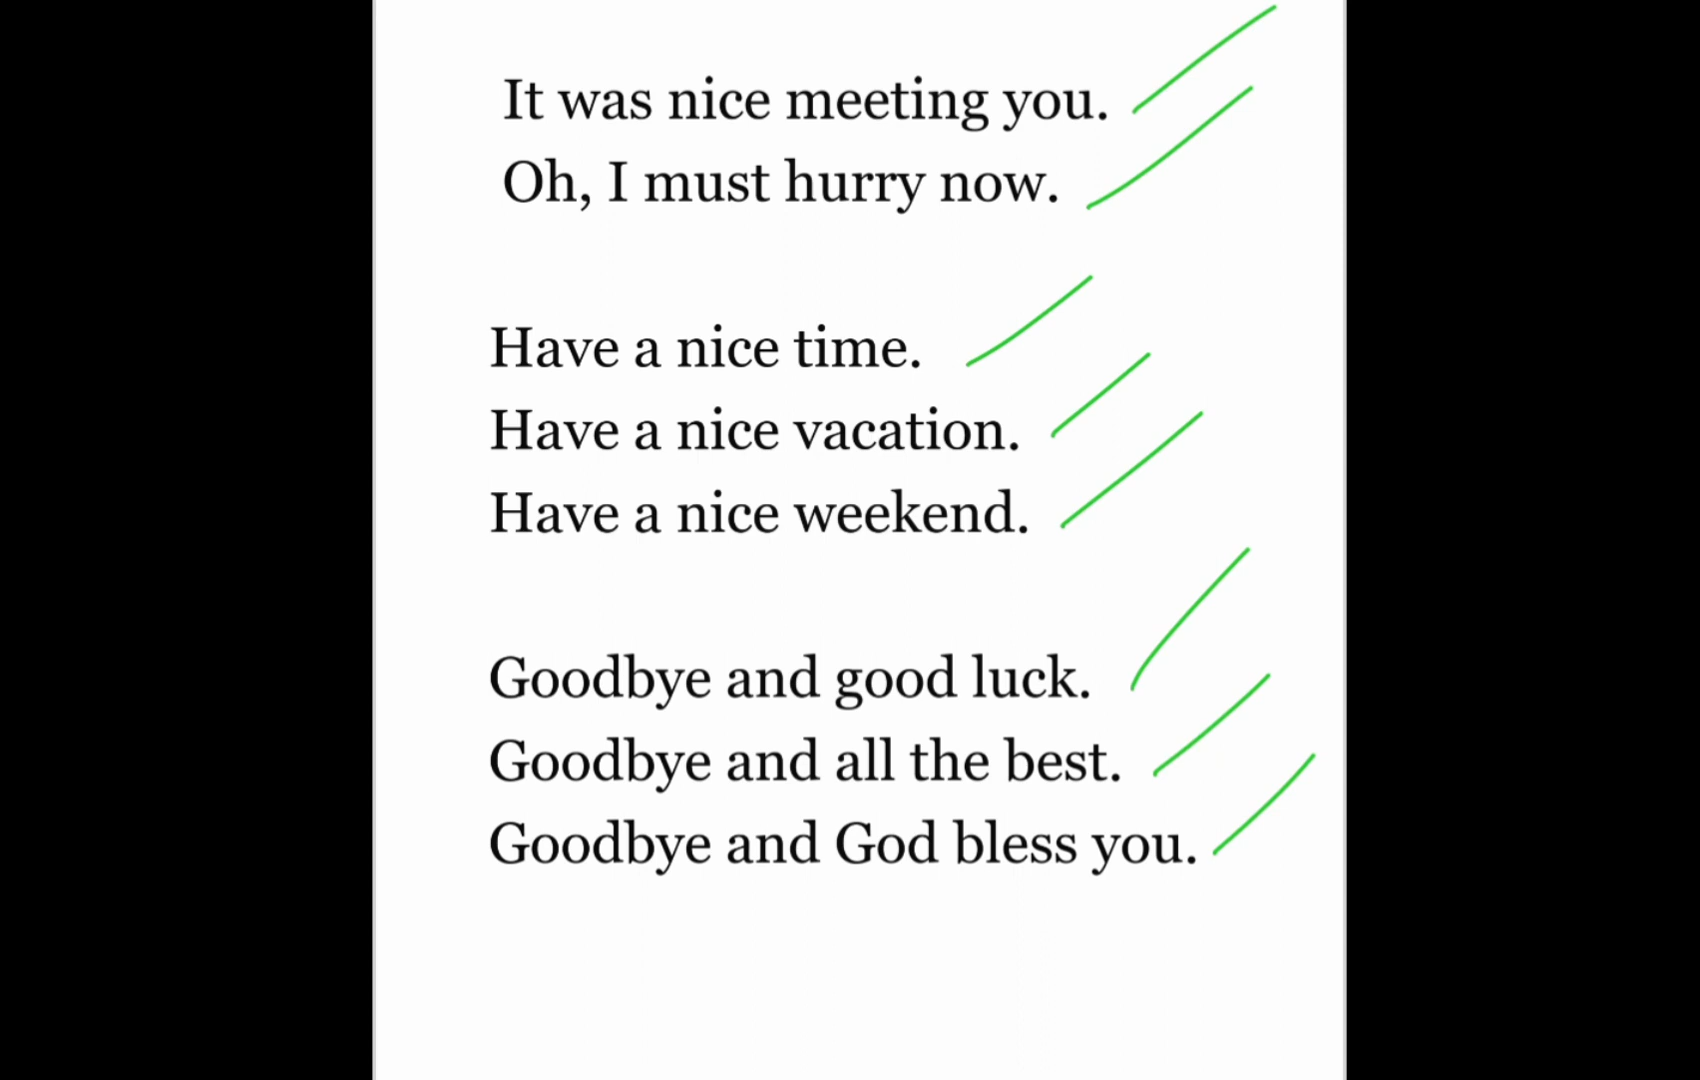 It was nice meeting you.
Oh, I must hurry now.
Have a nice time.
Have a nice vacation.
Have a nice weekend.
Goodbye and good luck.
Goodbye and all the best.
Goodbye and God bless you.